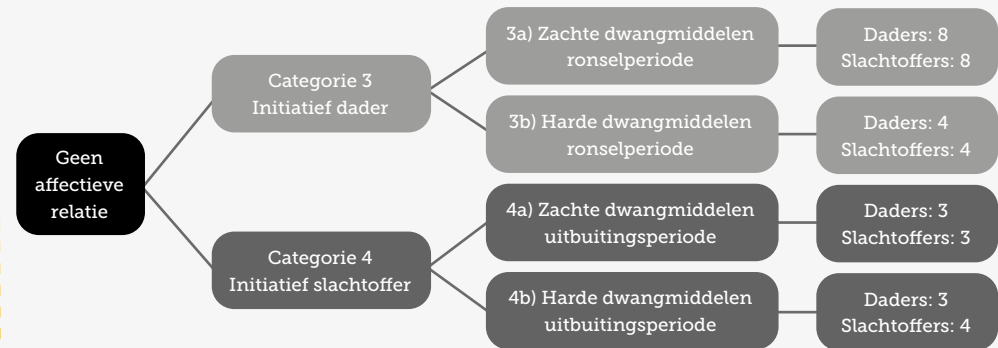 Geen
affectieve
relatie
Categorie 3
Initiatief dader
3a) Zachte dwangmiddelen
ronselperiode
Daders: 8
Slachtoffers: 8
3b) Harde dwangmiddelen
ronselperiode
Daders: 4
Slachtoffers: 4
Categorie 4
Initiatief slachtoffer
4a) Zachte dwangmiddelen
uitbuitingsperiode
Daders: 3
Slachtoffers: 3
4b) Harde dwangmiddelen
uitbuitingsperiode
Daders: 3
Slachtoffers: 4